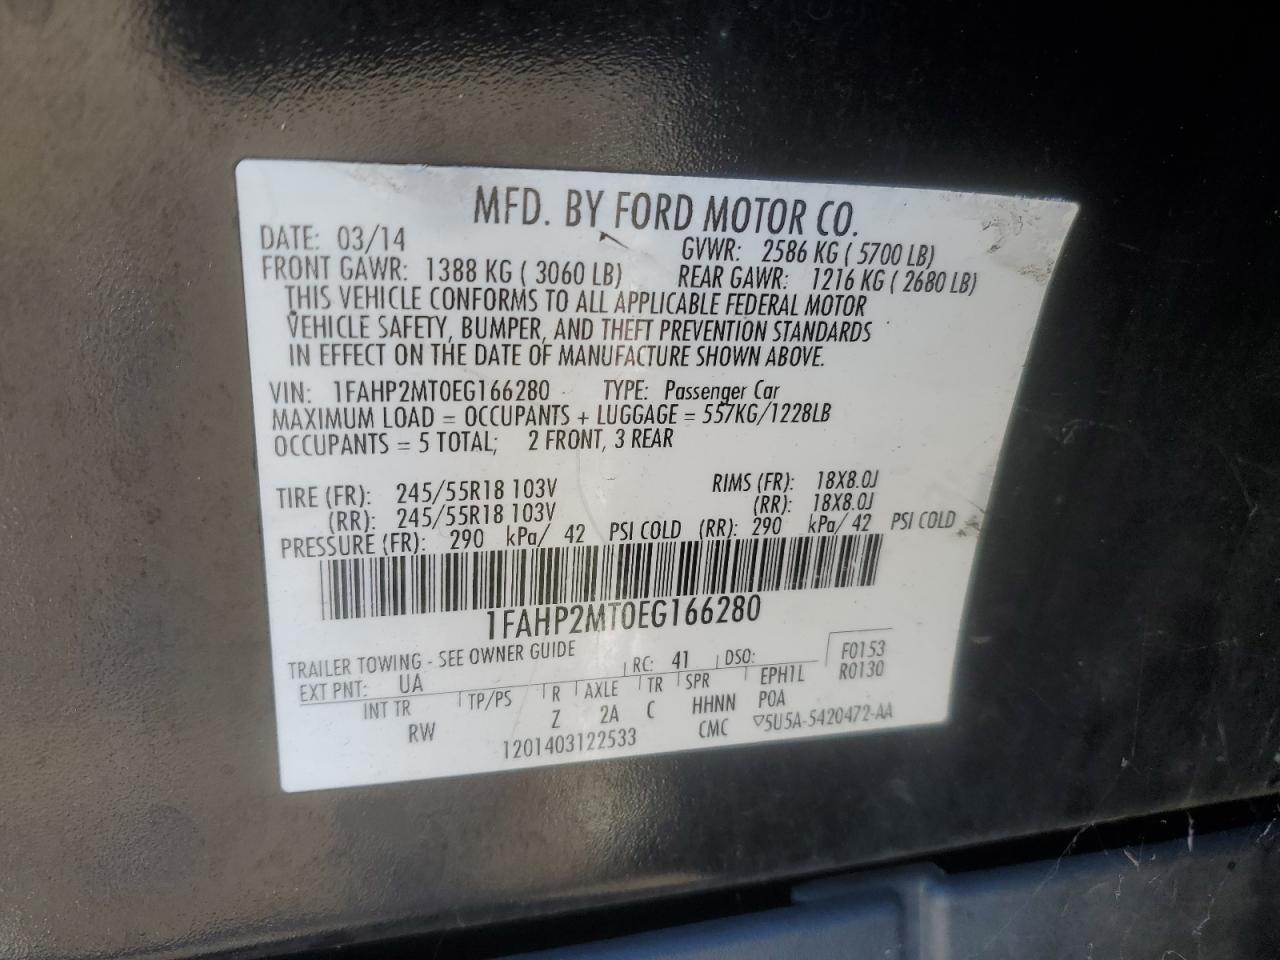 MFD. BY FORD MOTOR CO.
DATE: 03/14 GVWR: 2586 KG ( 5700 LB)
FRONT GAWR: 1388 KG ( 3060 LB) REAR GAWR: 1216 KG ( 2680 LB)
THIS VEHICLE CONFORMS TO ALL APPLICABLE FEDERAL MOTOR
VEHICLE SAFETY, BUMPER, AND THEFT PREVENTION STANDARDS
IN EFFECT ON THE DATE OF MANUFACTURE SHOWN ABOVE.
VIN: 1FAHP2MT0EG166280 TYPE: Passenger Car
MAXIMUM LOAD = OCCUPANTS + LUGGAGE = 557KG/1228LB
OCCUPANTS = 5 TOTAL; 2 FRONT, 3 REAR
TIRE (FR): 245/55R18 103V RIMS (FR): 18X8.0J
(RR): 245/55R18 103V (RR): 18X8.0J
PRESSURE (FR): 290 kPa/ 42 PSI COLD (RR): 290 kPa/ 42 PSI COLD
1FAHP2MT0EG166280
TRAILER TOWING - SEE OWNER GUIDE
EXT PNT: UA RC: 41 DSO: F0153
R0130
INT TR TP/PS R AXLE TR SPR EPH1L
RW Z 2A C HHNN P0A
1201403122533 CMC ▽5U5A-5420472-AA